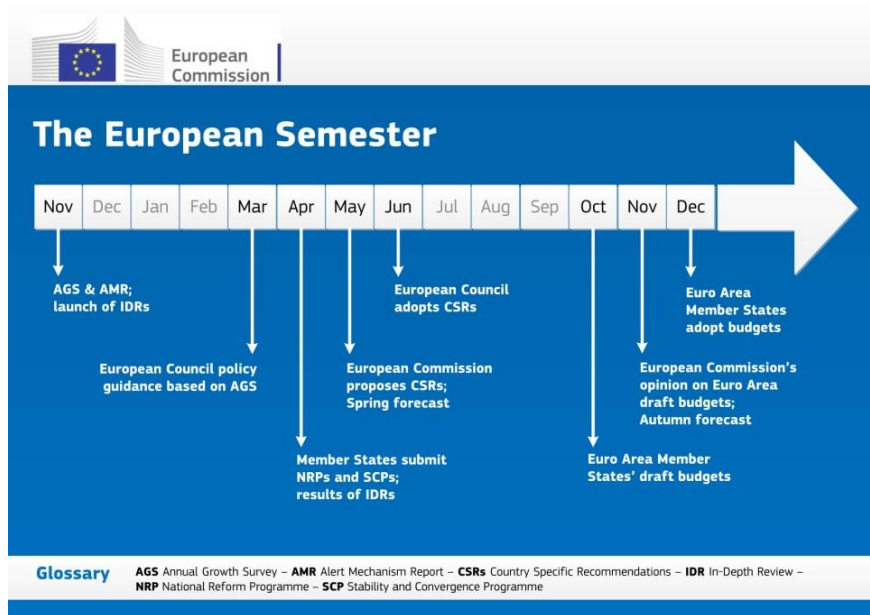 European
Commission
The European Semester
Nov Dec Jan Feb Mar Apr May Jun Jul Aug Sep Oct Nov Dec
AGS & AMR;
launch of IDRs
European Council policy
guidance based on AGS
Member States submit
NRPs and SCPs;
results of IDRs
European Commission
proposes CSRs;
Spring forecast
European Council
adopts CSRs
Euro Area Member
States' draft budgets
European Commission's
opinion on Euro Area
draft budgets;
Autumn forecast
Euro Area
Member States
adopt budgets
Glossary
AGS Annual Growth Survey – AMR Alert Mechanism Report – CSRs Country Specific Recommendations – IDR In-Depth Review –
NRP National Reform Programme – SCP Stability and Convergence Programme